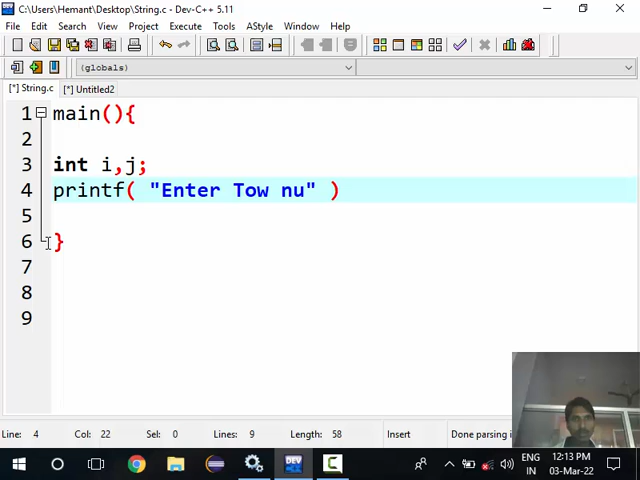 C:\Users\Hemant\Desktop\String.c - Dev-C++ 5.11
File Edit Search View Project Execute Tools AStyle Window Help
(globals)
[*] String.c [*] Untitled2
1 main(){
2
3 int i,j;
4 printf( "Enter Tow nu" )
5
6 }
7
8
9
Line: 4 Col: 22 Sel: 0 Lines: 9 Length: 58 Insert Done parsing i
ENG 12:13 PM
IN 03-Mar-22